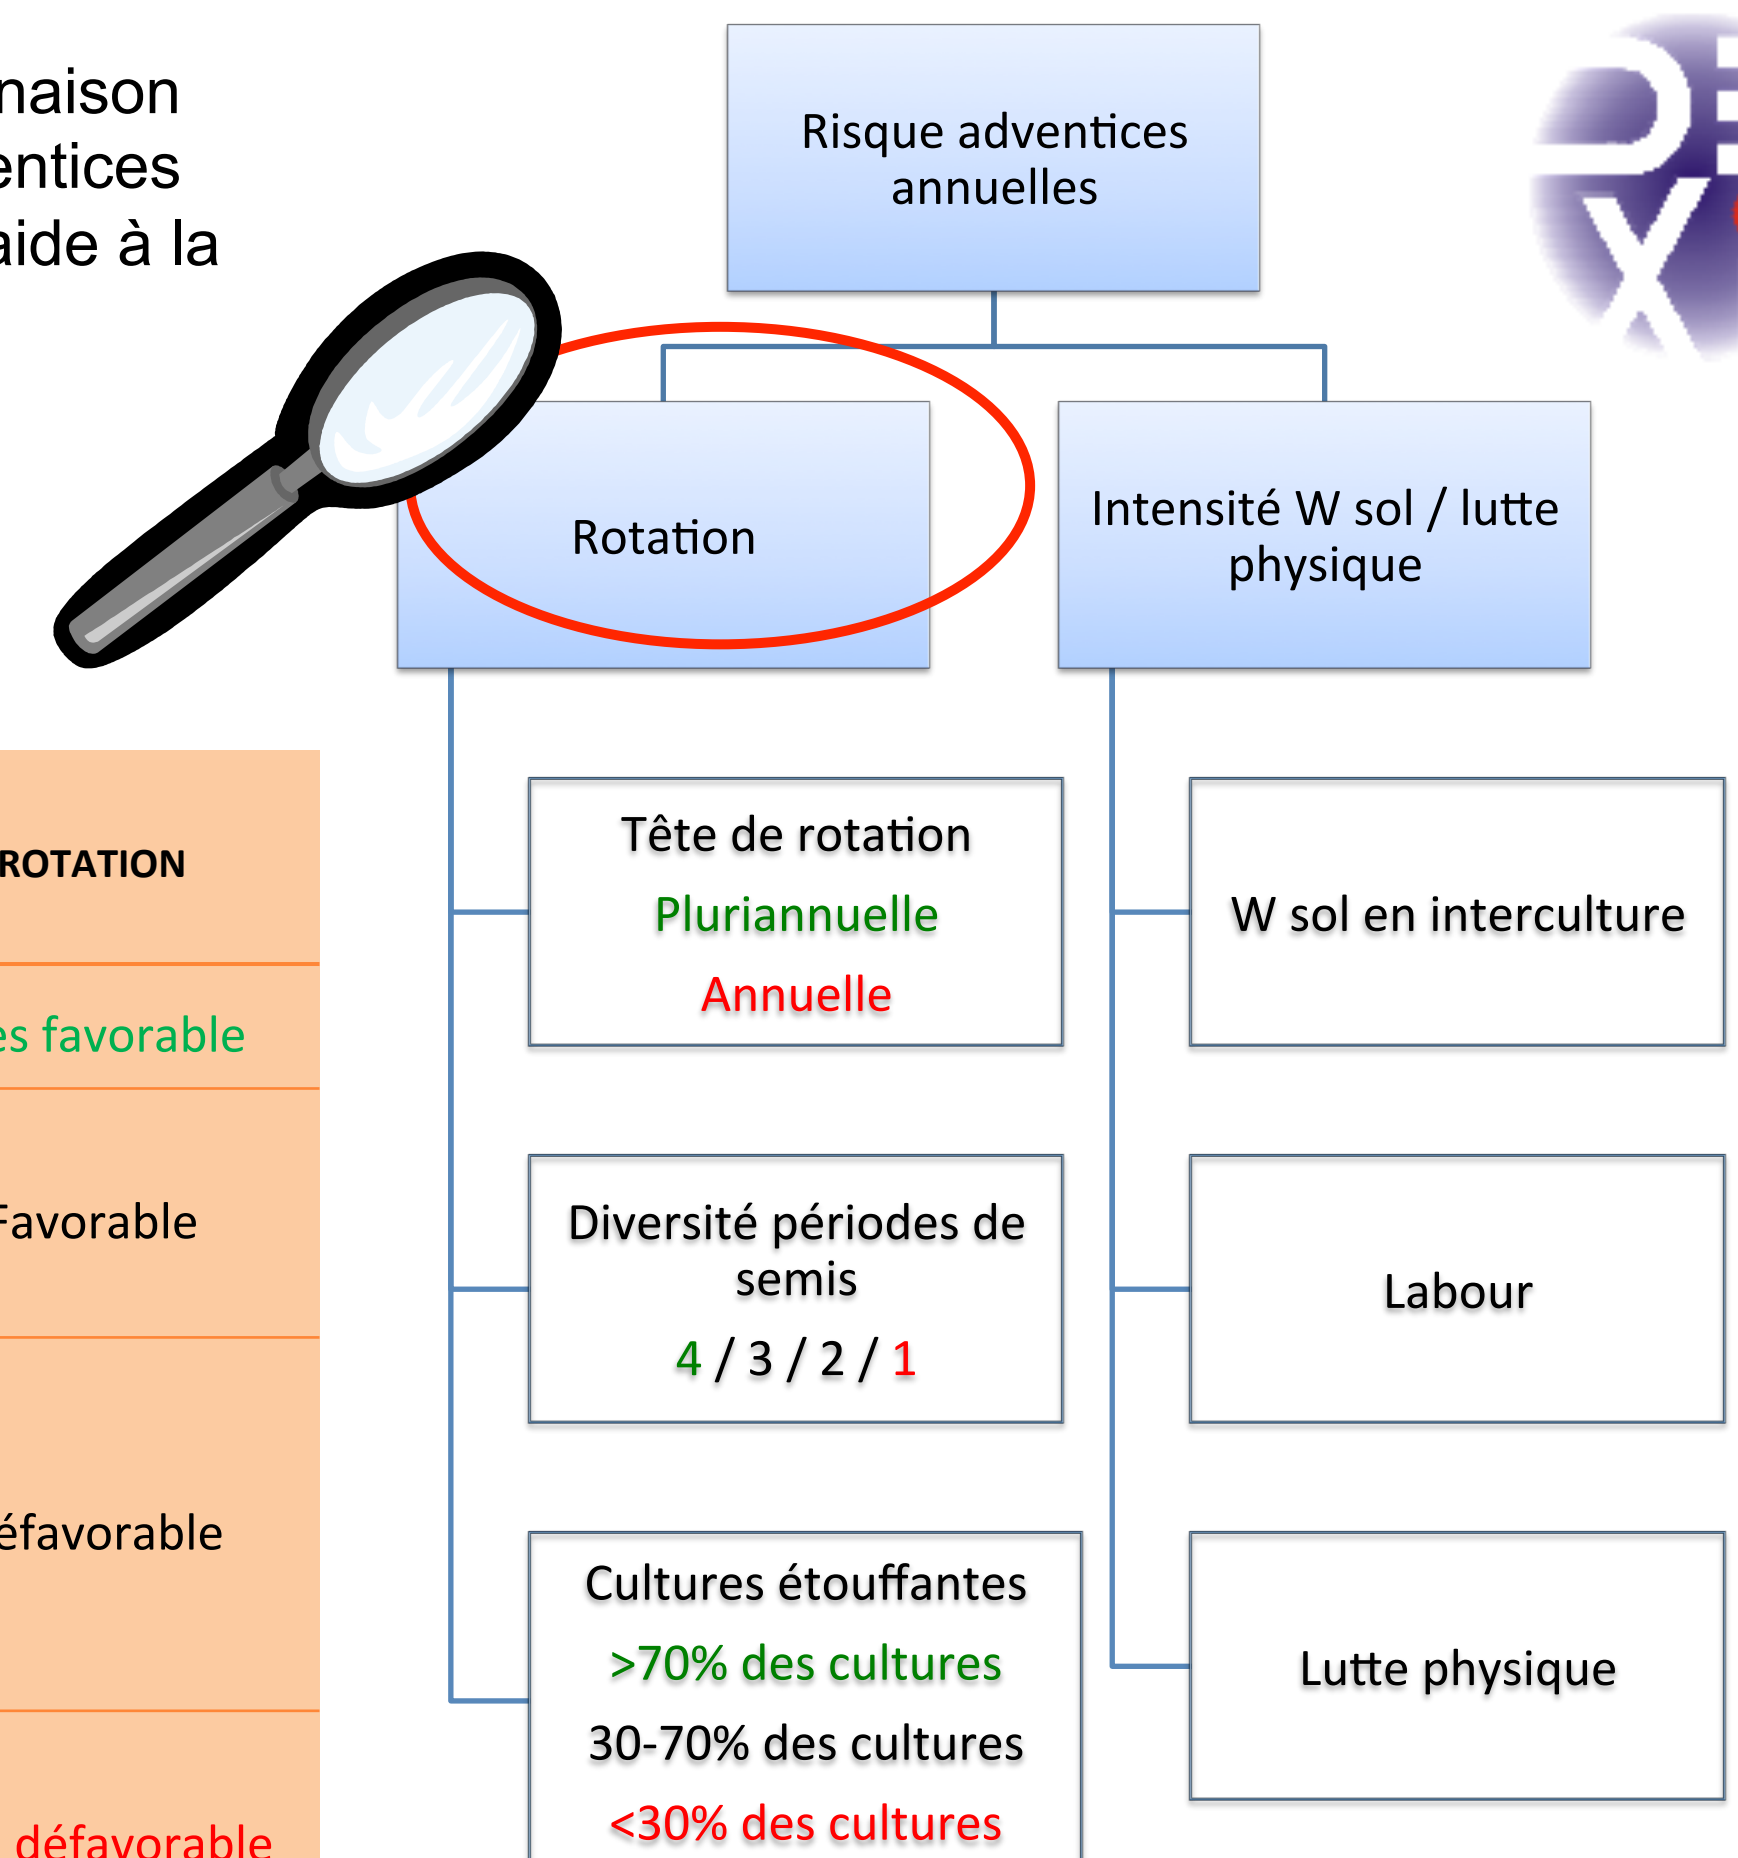 naison
entices
aide à la
Risque adventices
annuelles
Rotation
Intensité W sol / lutte
physique
ROTATION
es favorable
Favorable
éfavorable
défavorable
Tête de rotation
Pluriannuelle
Annuelle
Diversité périodes de
semis
4 / 3 / 2 / 1
Cultures étouffantes
>70% des cultures
30-70% des cultures
<30% des cultures
W sol en interculture
Labour
Lutte physique